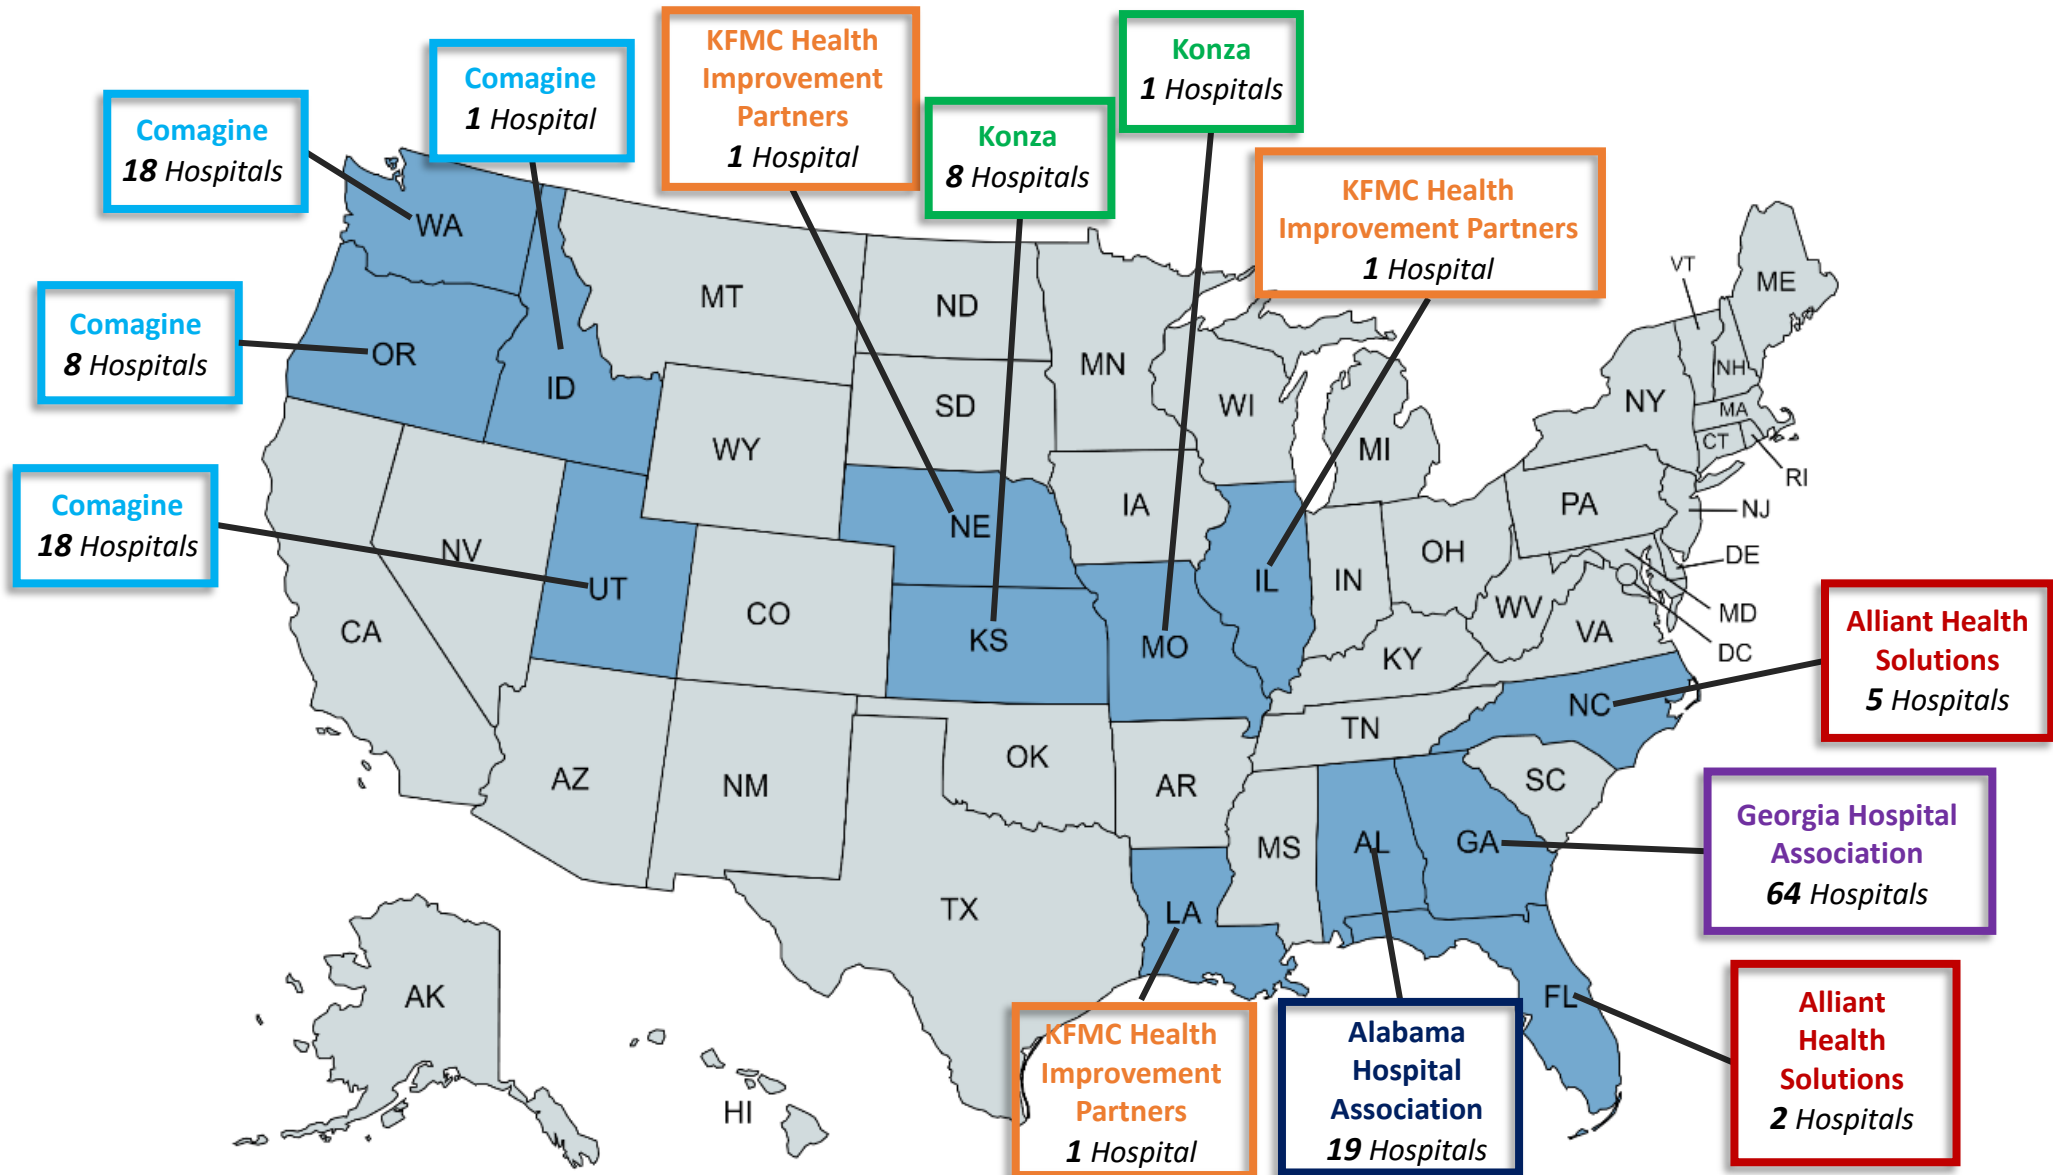 KFMC Health
Improvement
Partners
1 Hospital
Konza
1 Hospitals
Comagine
1 Hospital
Comagine
18 Hospitals
Konza
8 Hospitals
KFMC Health
Improvement Partners
1 Hospital
Comagine
8 Hospitals
Comagine
18 Hospitals
WA
OR
ID
MT
ND
MN
SD
WY
WI
MI
VT
ME
NH
NY
MA
CT
RI
NJ
PA
IA
NE
NV
UT
CO
CA
KS
MO
IL
IN
OH
WV
VA
DE
MD
DC
KY
Alliant Health
Solutions
5 Hospitals
NC
TN
SC
OK
AR
AZ
NM
MS
AL
GA
Georgia Hospital
Association
64 Hospitals
TX
LA
FL
AK
HI
KFMC Health
Improvement
Partners
1 Hospital
Alabama
Hospital
Association
19 Hospitals
Alliant
Health
Solutions
2 Hospitals